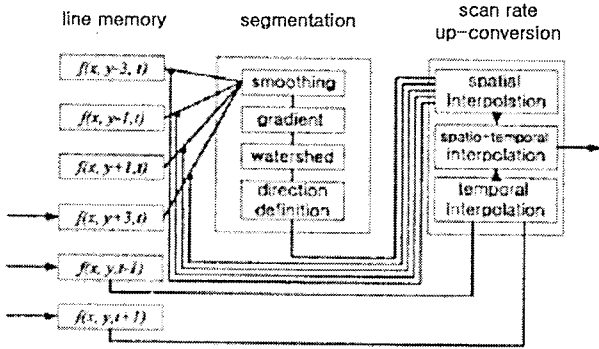 line memory
segmentation
scan rate
up-conversion
f(x, y-3, t)
f(x, y-1,t)
f(x, y+1,t)
f(x, y+3,t)
f(x, y,t-1)
f(x, y,t+1)
smoothing
gradient
watershed
direction
definition
spatial
interpolation
spatio-temporal
interpolation
temporal
interpolation